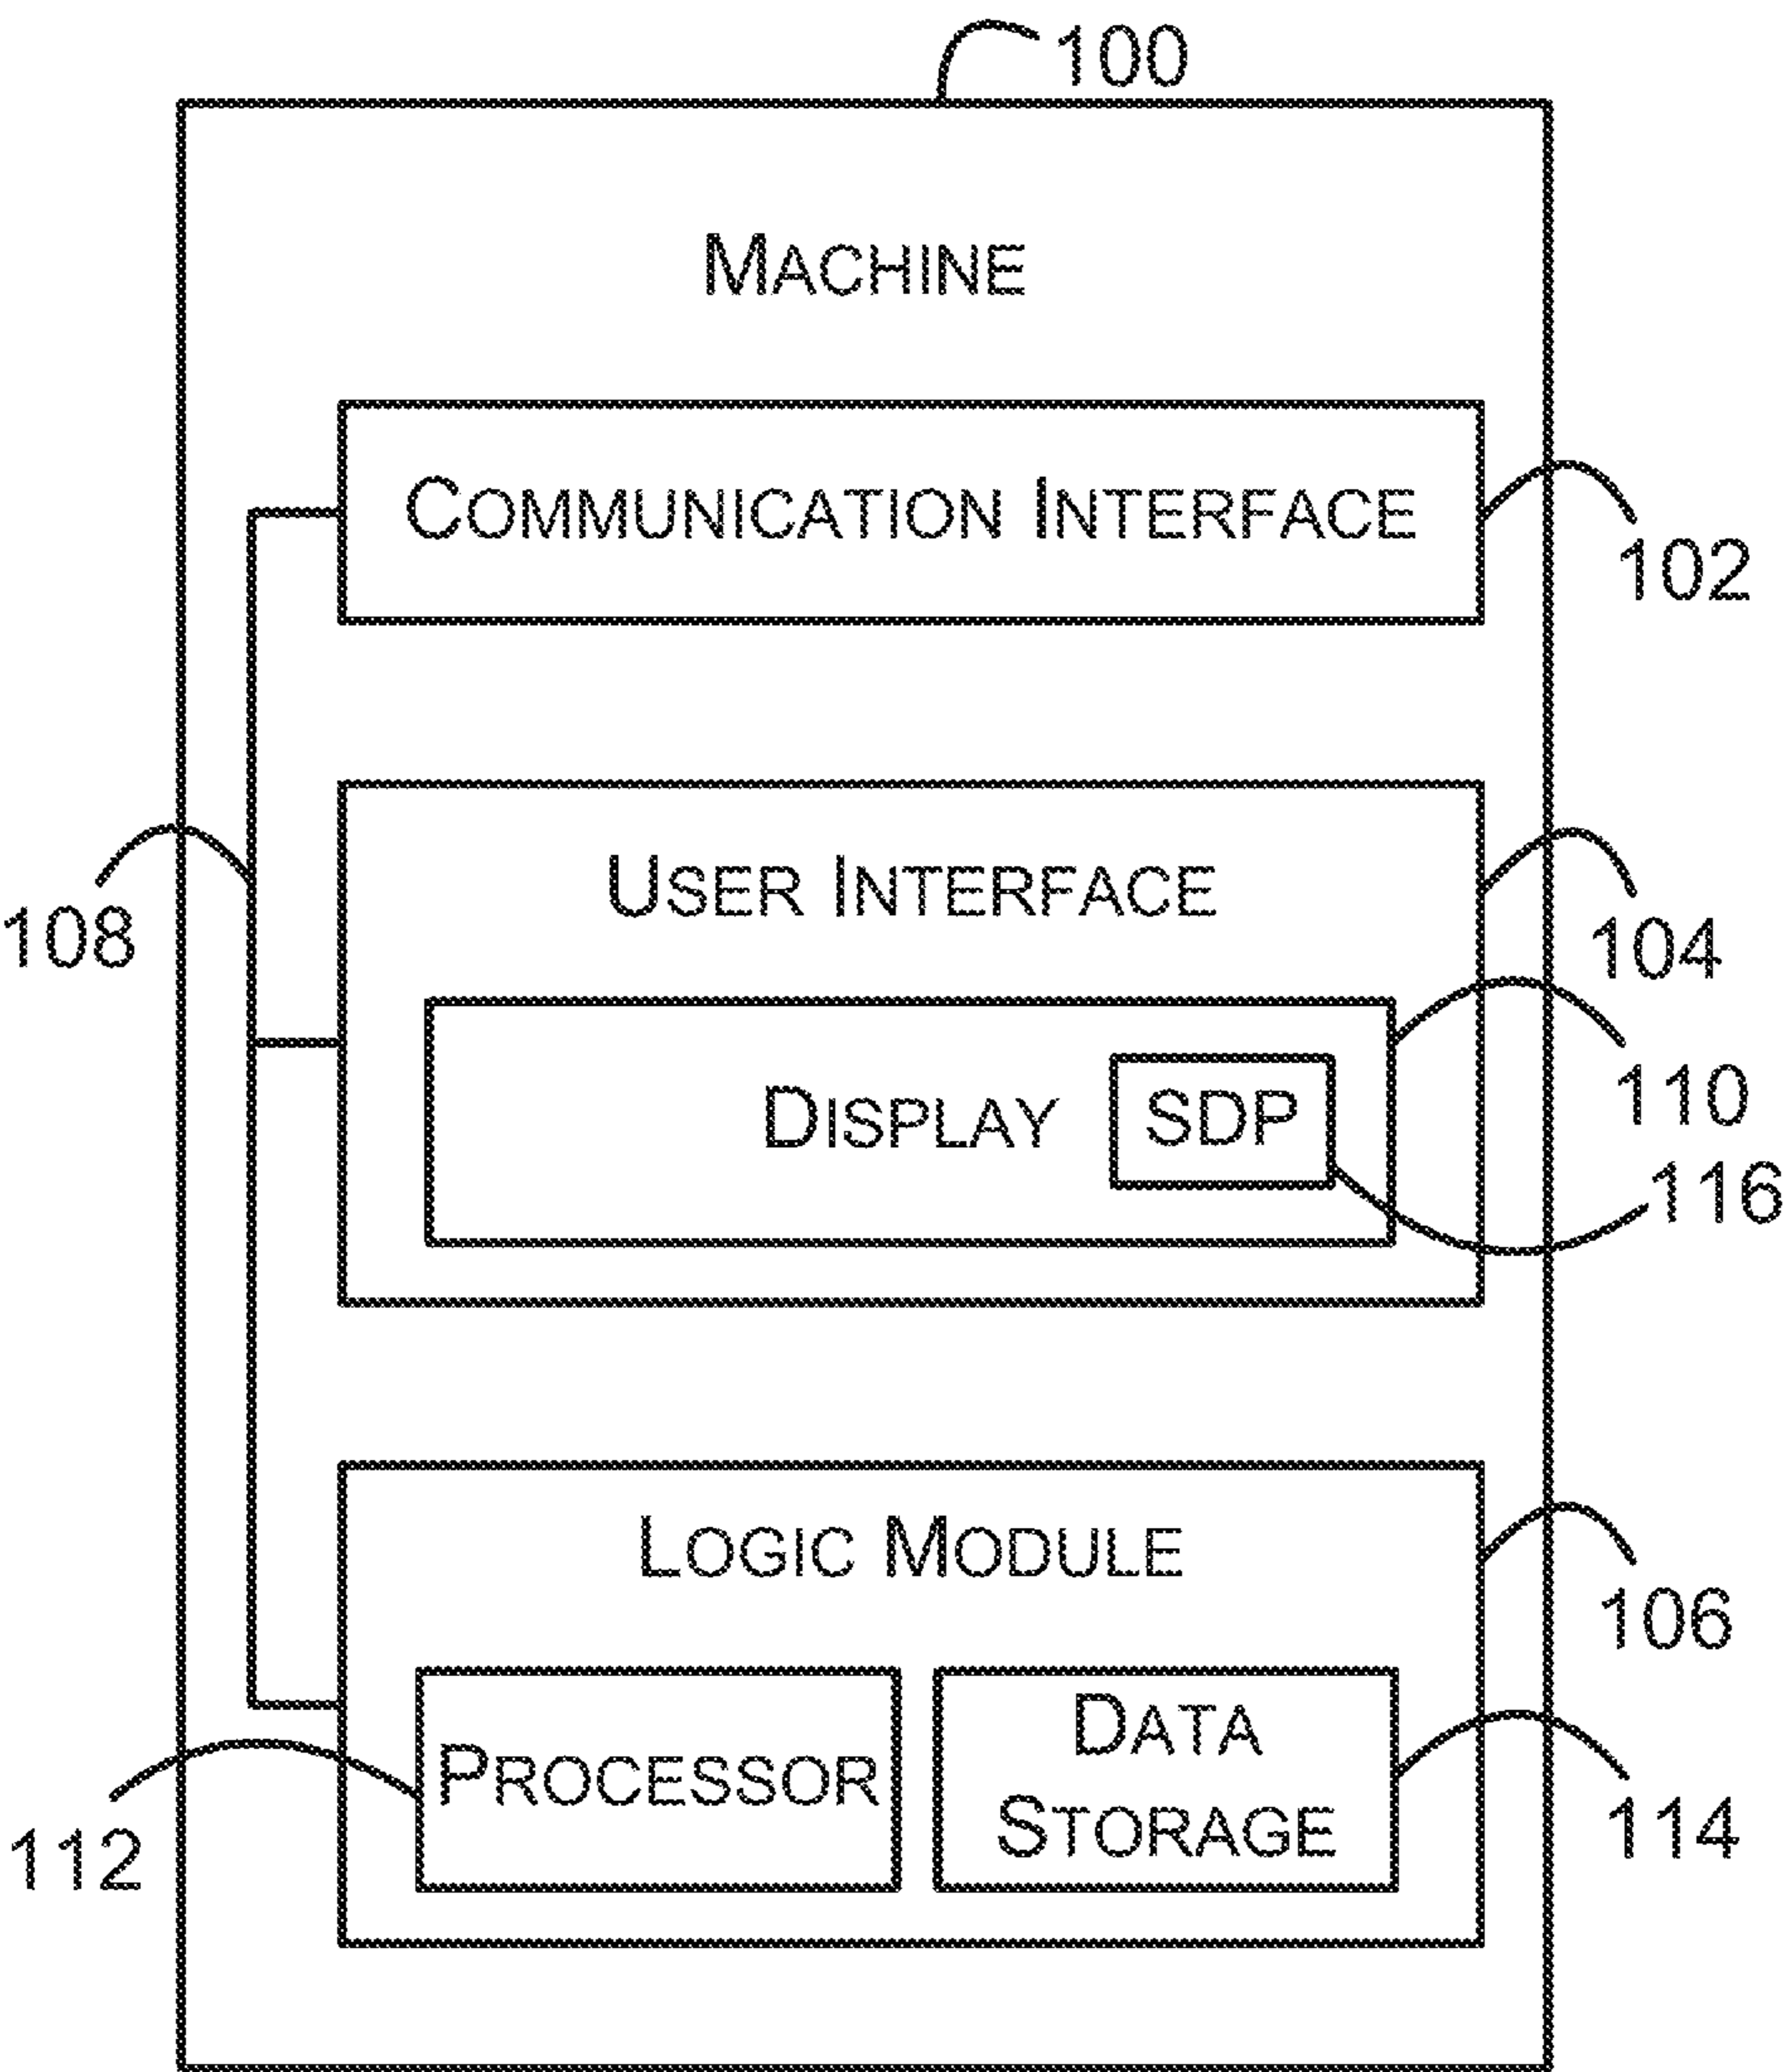 100
MACHINE
COMMUNICATION INTERFACE
102
USER INTERFACE
108
104
DISPLAY
SDP
110
116
LOGIC MODULE
106
PROCESSOR
DATA
STORAGE
112
114